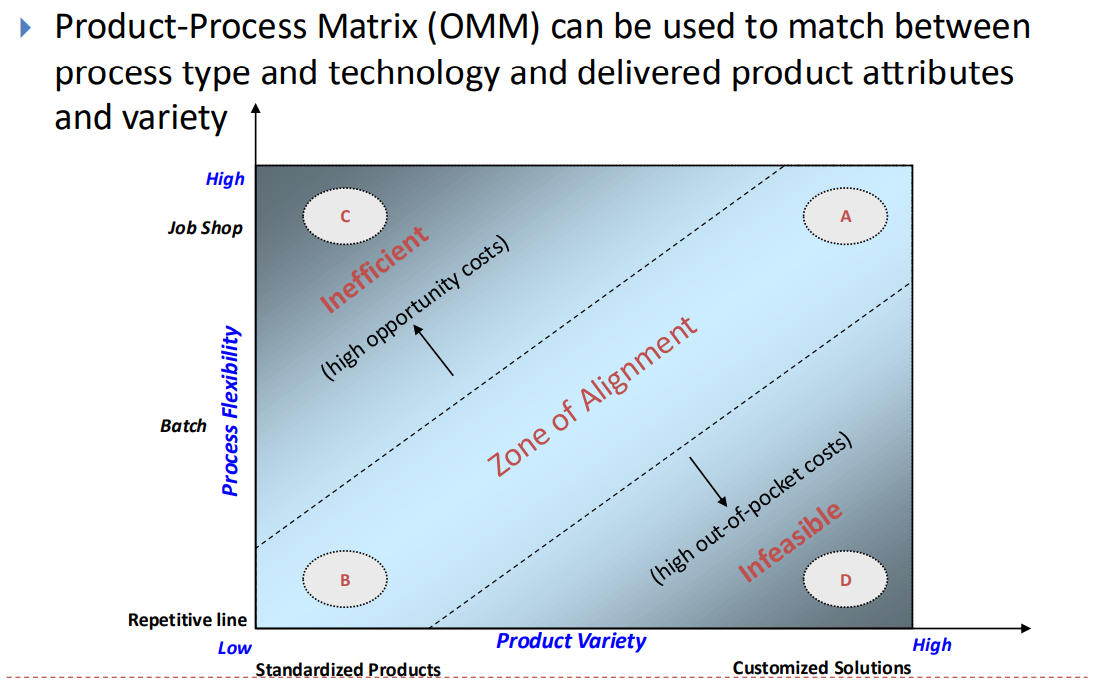 Product-Process Matrix (OMM) can be used to match between
process type and technology and delivered product attributes
and variety
High
Job Shop
Process Flexibility
Batch
Repetitive line
Low
C
A
Inefficient
(high opportunity costs)
Zone of Alignment
(high out-of-pocket costs)
Infeasible
B
D
Product Variety
High
Standardized Products
Customized Solutions